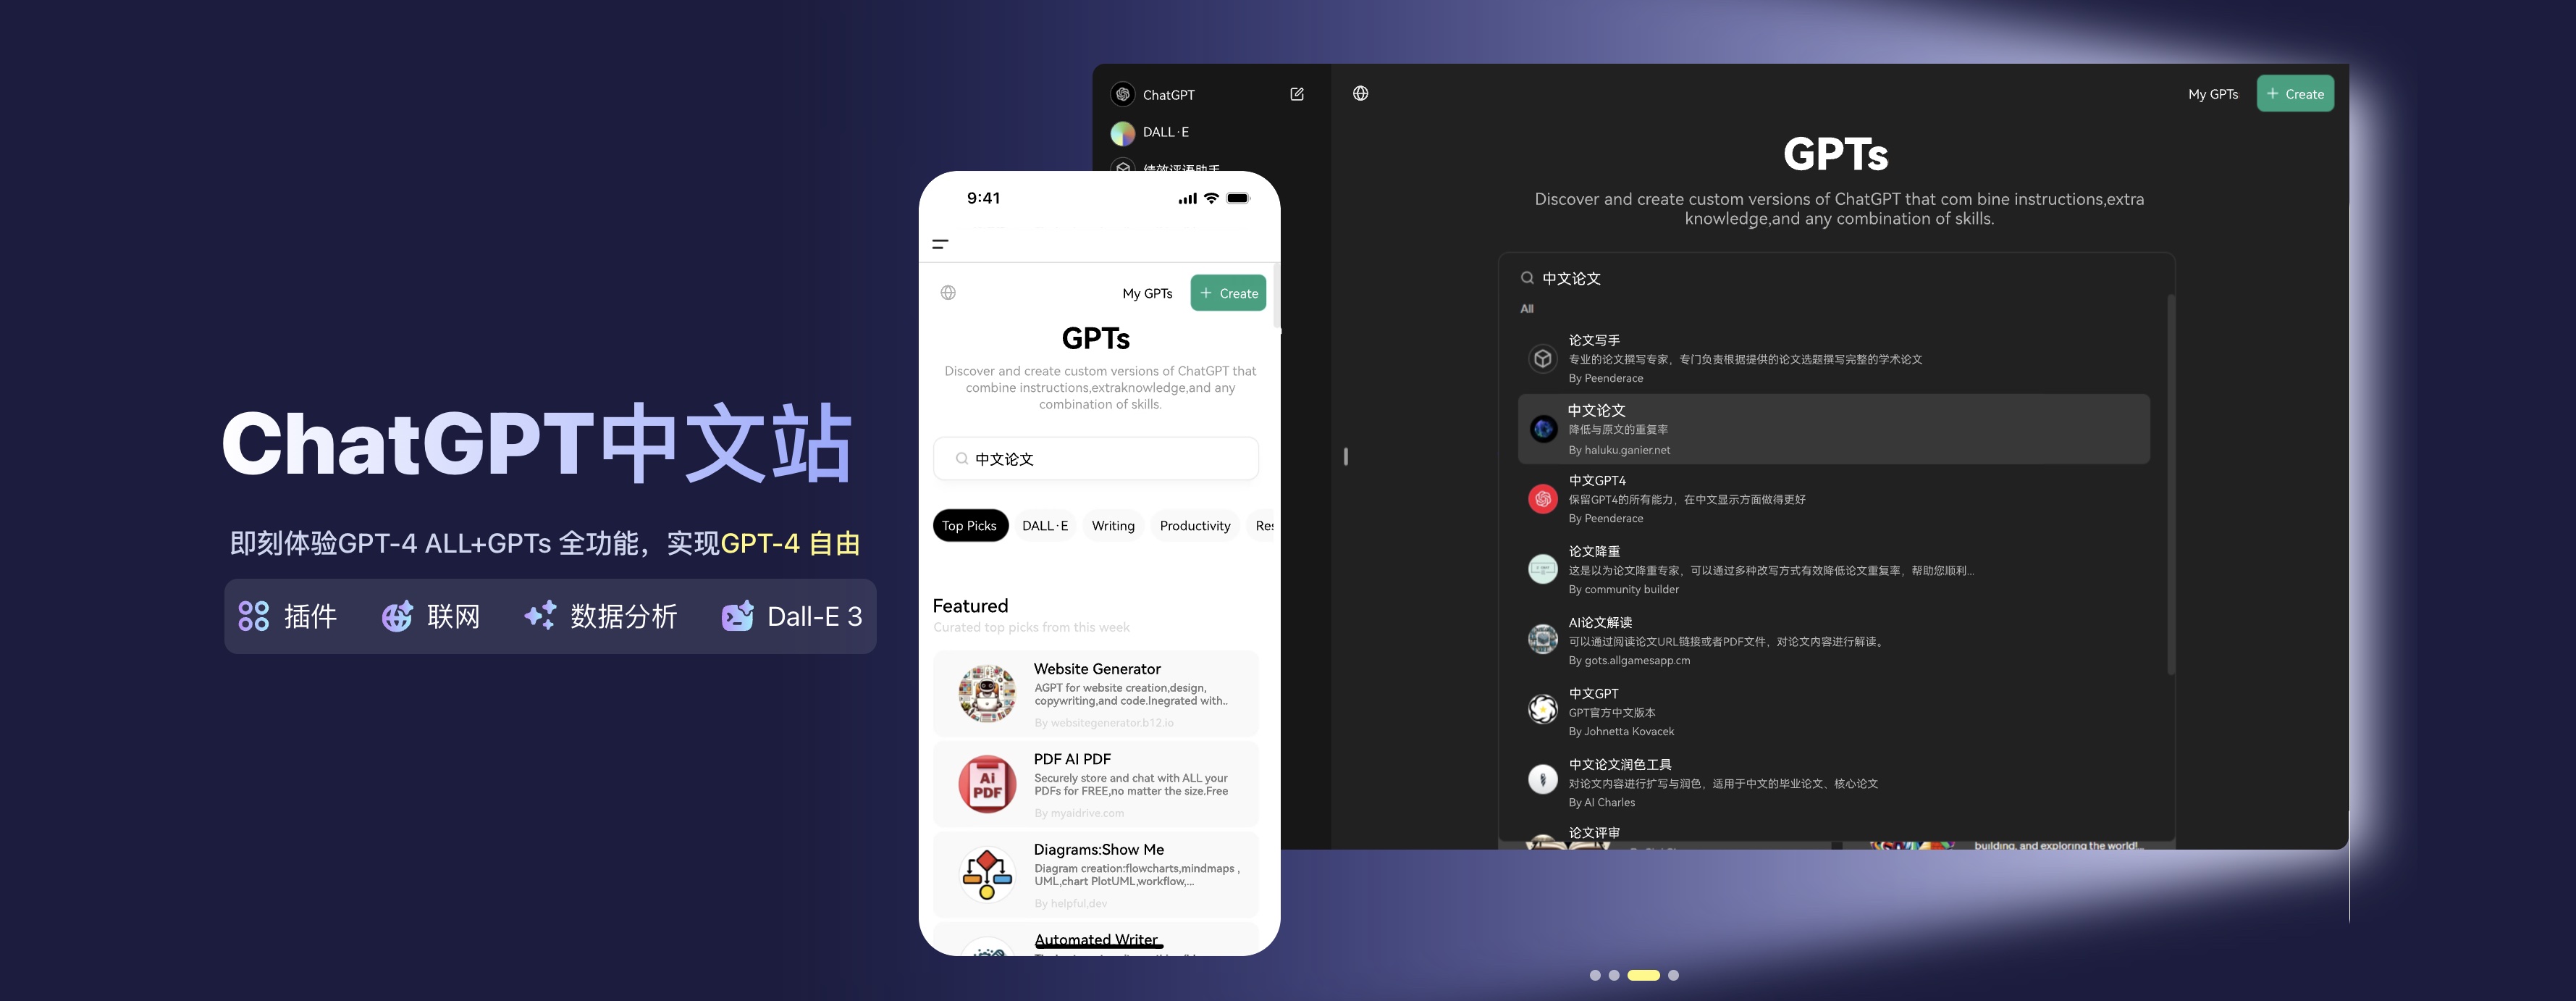 ChatGPT中文站
即刻体验GPT-4 ALL+GPTs 全功能，实现GPT-4 自由
插件
联网
数据分析
Dall-E 3
9:41
My GPTs
+ Create
GPTs
Discover and create custom versions of ChatGPT that
combine instructions,extraknowledge,and any
combination of skills.
中文论文
Top Picks
DALL·E
Writing
Productivity
Res
Featured
Curated top picks from this week
Website Generator
AGPT for website creation,design,
copywriting,and code.Inegrated with..
By websitegenerator.b12.io
Ai PDF
PDF AI PDF
Securely store and chat with ALL your
PDFs for FREE,no matter the size.Free
By myaidrive.com
Diagrams:Show Me
Diagram creation:flowcharts,mindmaps ,
UML,chart PlotUML,workflow,...
By helpful,dev
Automated Writer
ChatGPT
DALL·E
绩效评语助手
My GPTs
+ Create
GPTs
Discover and create custom versions of ChatGPT that com bine instructions,extra
knowledge,and any combination of skills.
中文论文
All
论文写手
专业的论文撰写专家，专门负责根据提供的论文选题撰写完整的学术论文
By Peenderace
中文论文
降低与原文的重复率
By haluku.ganier.net
中文GPT4
保留GPT4的所有能力，在中文显示方面做得更好
By Peenderace
论文降重
这是以为论文降重专家，可以通过多种改写方式有效降低论文重复率，帮助您顺利...
By community builder
AI论文解读
可以通过阅读论文URL链接或者PDF文件，对论文内容进行解读。
By gots.allgamesapp.cm
中文GPT
GPT官方中文版本
By Johnetta Kovacek
中文论文润色工具
对论文内容进行扩写与润色，适用于中文的毕业论文、核心论文
By Al Charles
论文评审
building, and exploring the world!...